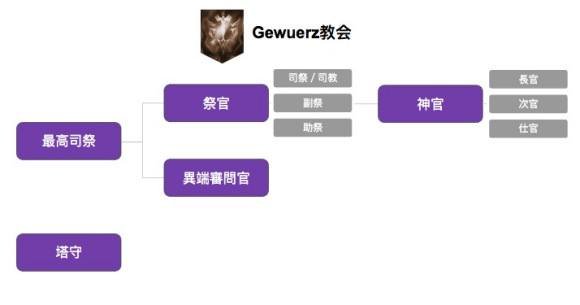 Gewuerz教会
最高司祭
祭官
司祭 / 司教
副祭
助祭
神官
長官
次官
仕官
異端審問官
塔守